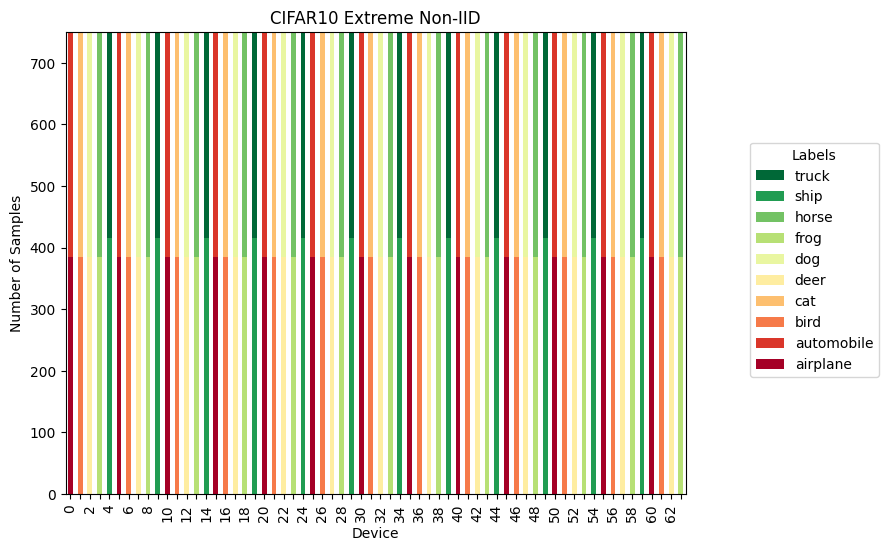 CIFAR10 Extreme Non-IID
Number of Samples
700
600
500
400
300
200
100
0
0 2 4 6 8 10 12 14 16 18 20 22 24 26 28 30 32 34 36 38 40 42 44 46 48 50 52 54 56 58 60 62
Device
Labels
truck
ship
horse
frog
dog
deer
cat
bird
automobile
airplane